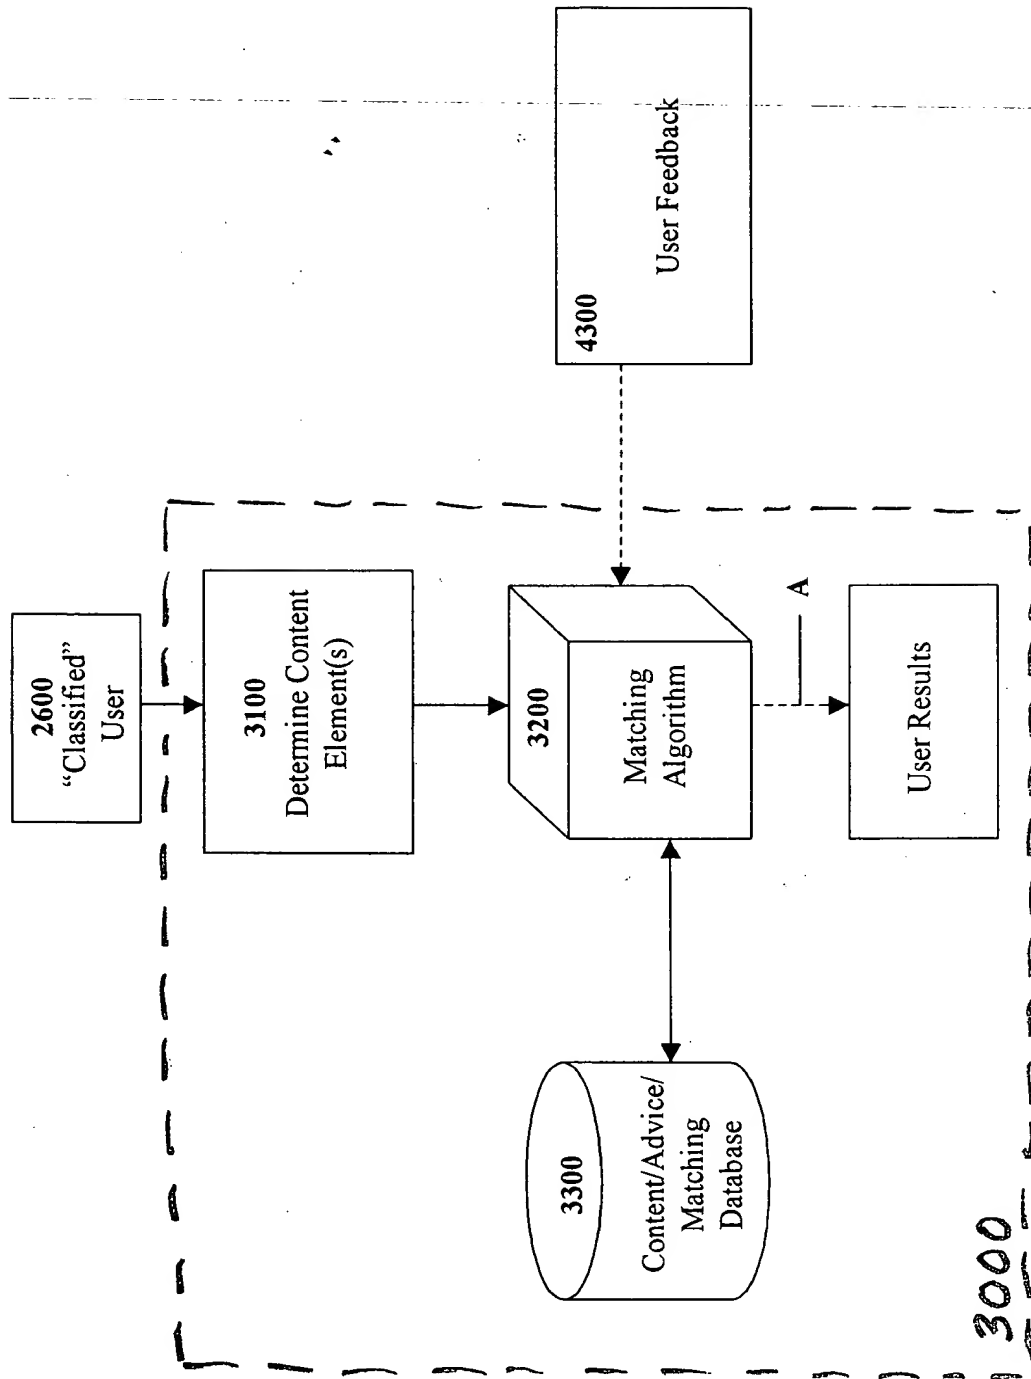 2600
“Classified”
User
3100
Determine Content
Element(s)
3200
Matching
Algorithm
3300
Content/Advice/
Matching
Database
4300
User Feedback
A
User Results
3000